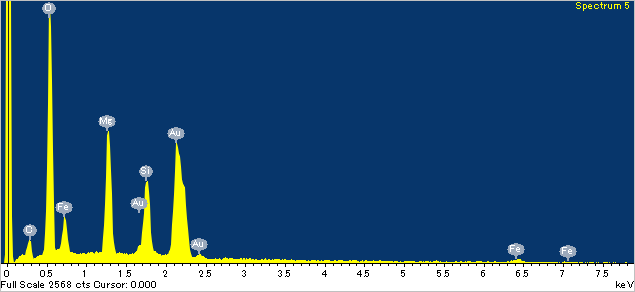 Spectrum 5
O
Mg
Au
Si
Fe
Au
C
Au
Fe
Fe
0 0.5 1 1.5 2 2.5 3 3.5 4 4.5 5 5.5 6 6.5 7 7.5
Full Scale 2568 cts Cursor: 0.000 keV